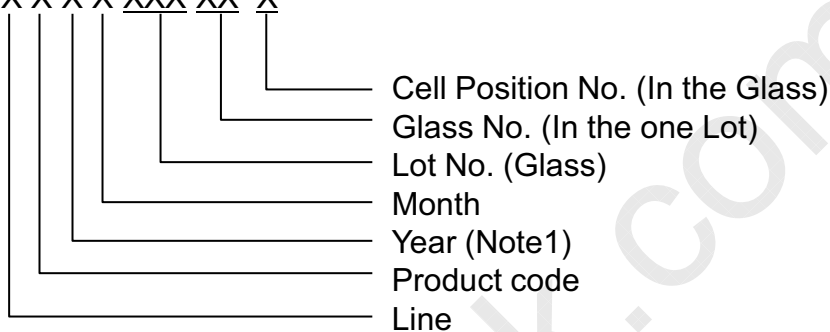 X X X X XXX XX X
Cell Position No. (In the Glass)
Glass No. (In the one Lot)
Lot No. (Glass)
Month
Year (Note1)
Product code
Line